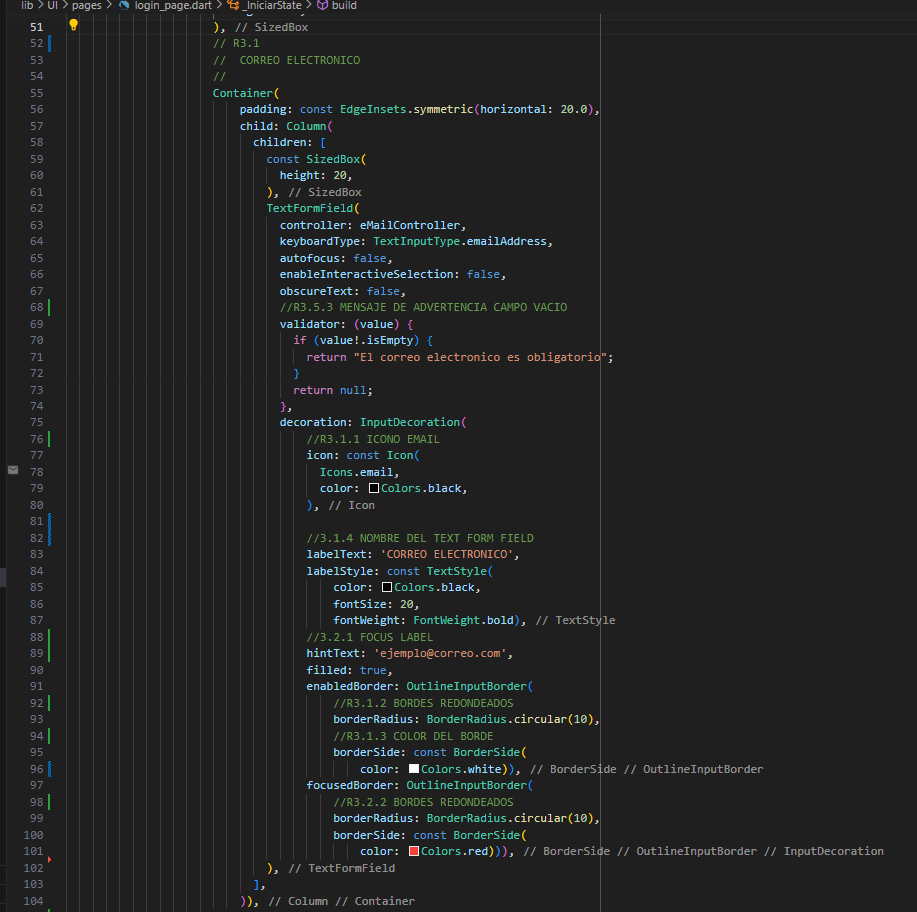 lib > UI > pages > login_page.dart > _IniciarState > build
51 ), // SizedBox
52 // R3.1
53 //  CORREO ELECTRONICO
54 //
55 Container(
56 padding: const EdgeInsets.symmetric(horizontal: 20.0),
57 child: Column(
58 children: [
59 const SizedBox(
60 height: 20,
61 ), // SizedBox
62 TextFormField(
63 controller: eMailController,
64 keyboardType: TextInputType.emailAddress,
65 autofocus: false,
66 enableInteractiveSelection: false,
67 obscureText: false,
68 //R3.5.3 MENSAJE DE ADVERTENCIA CAMPO VACIO
69 validator: (value) {
70 if (value!.isEmpty) {
71 return "El correo electronico es obligatorio";
72 }
73 return null;
74 },
75 decoration: InputDecoration(
76 //R3.1.1 ICONO EMAIL
77 icon: const Icon(
78 Icons.email,
79 color: Colors.black,
80 ), // Icon
81
82 //3.1.4 NOMBRE DEL TEXT FORM FIELD
83 labelText: 'CORREO ELECTRONICO',
84 labelStyle: const TextStyle(
85 color: Colors.black,
86 fontSize: 20,
87 fontWeight: FontWeight.bold), // TextStyle
88 //3.2.1 FOCUS LABEL
89 hintText: 'ejemplo@correo.com',
90 filled: true,
91 enabledBorder: OutlineInputBorder(
92 //R3.1.2 BORDES REDONDEADOS
93 borderRadius: BorderRadius.circular(10),
94 //R3.1.3 COLOR DEL BORDE
95 borderSide: const BorderSide(
96 color: Colors.white)), // BorderSide // OutlineInputBorder
97 focusedBorder: OutlineInputBorder(
98 //R3.2.2 BORDES REDONDEADOS
99 borderRadius: BorderRadius.circular(10),
100 borderSide: const BorderSide(
101 color: Colors.red))), // BorderSide // OutlineInputBorder // InputDecoration
102 ), // TextFormField
103 ],
104 )), // Column // Container